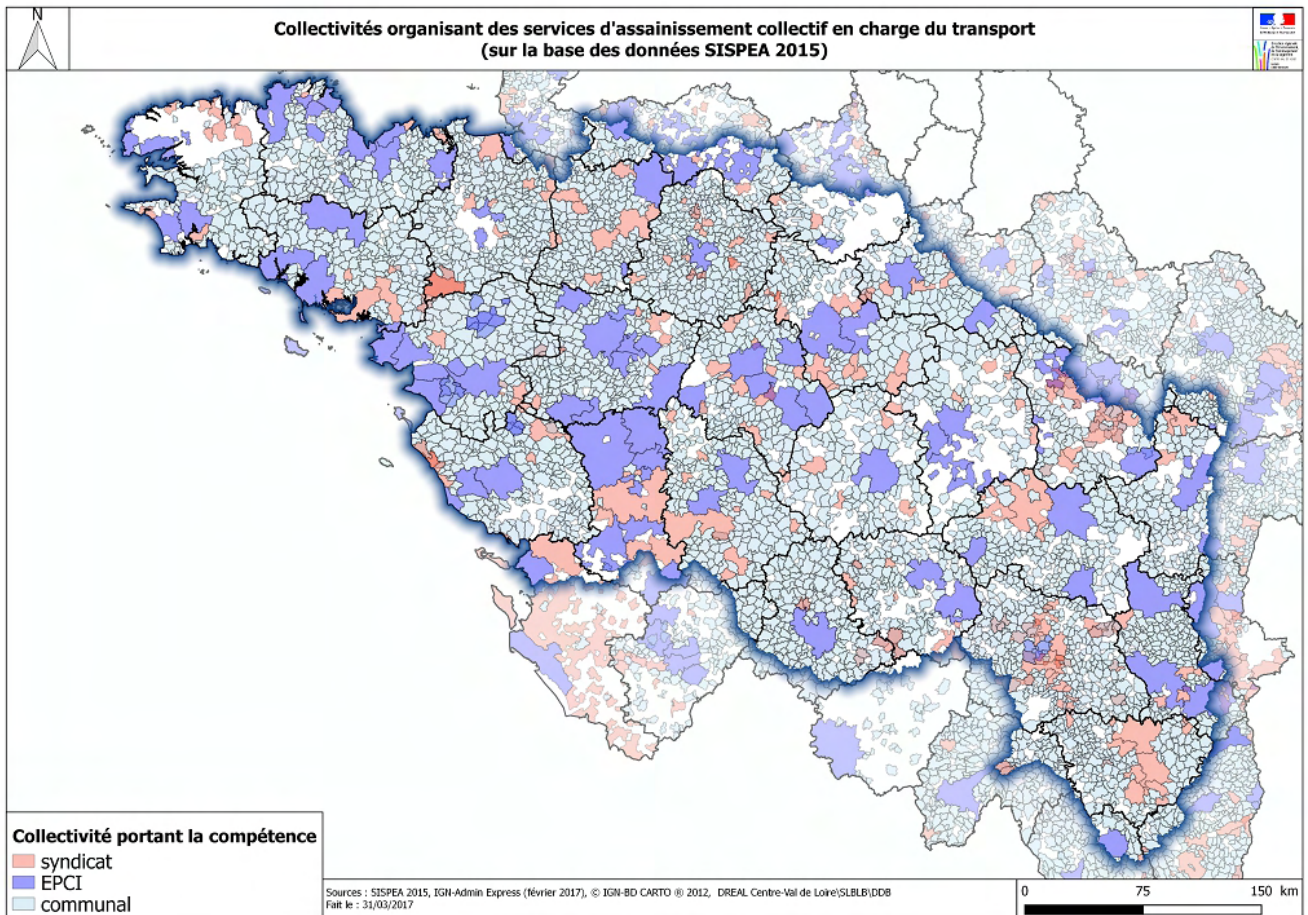 N
Collectivités organisant des services d'assainissement collectif en charge du transport
(sur la base des données SISPEA 2015)
Collectivité portant la compétence
syndicat
EPCI
communal
Sources : SISPEA 2015, IGN-Admin Express (février 2017), © IGN-BD CARTO ® 2012, DREAL Centre-Val de Loire\SLBLB\DDB
Fait le : 31/03/2017
0 75 150 km